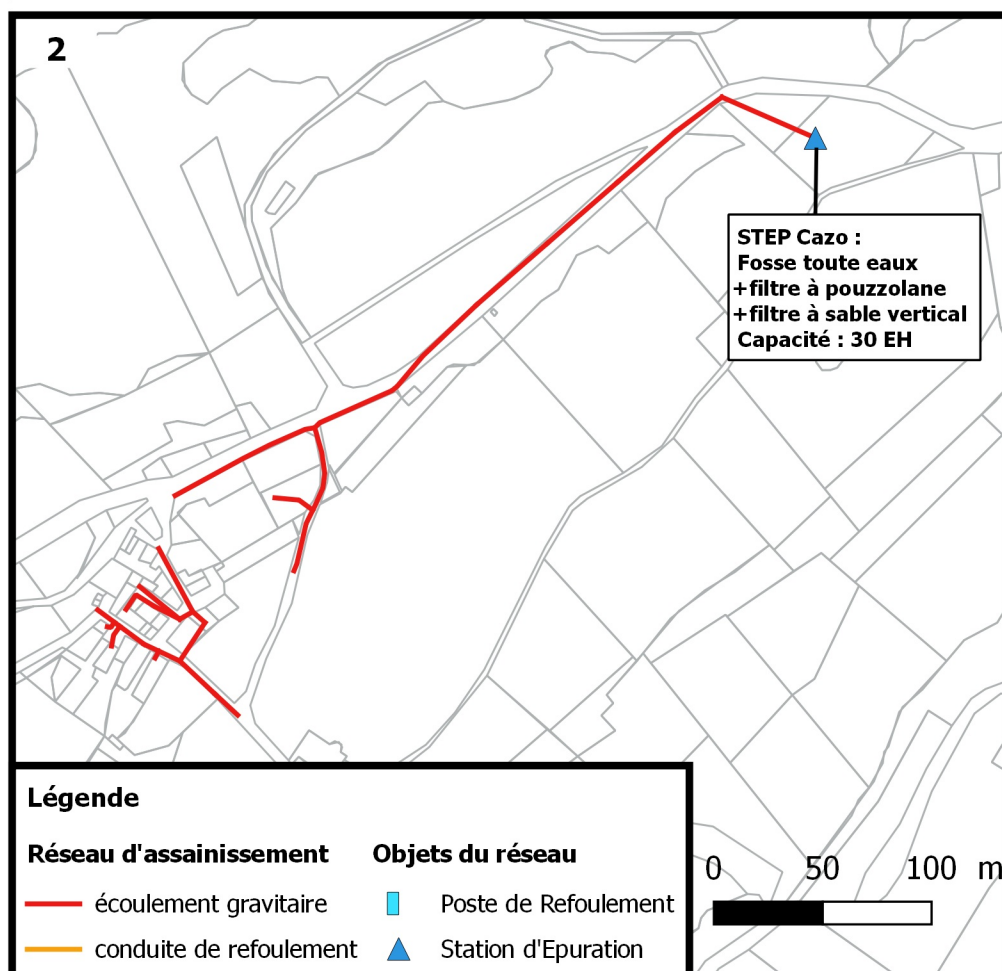 2
STEP Cazo :
Fosse toute eaux
+filtre à pouzzolane
+filtre à sable vertical
Capacité : 30 EH
Légende
Réseau d'assainissement
écoulement gravitaire
conduite de refoulement
Objets du réseau
Poste de Refoulement
Station d'Epuration
0 50 100 m